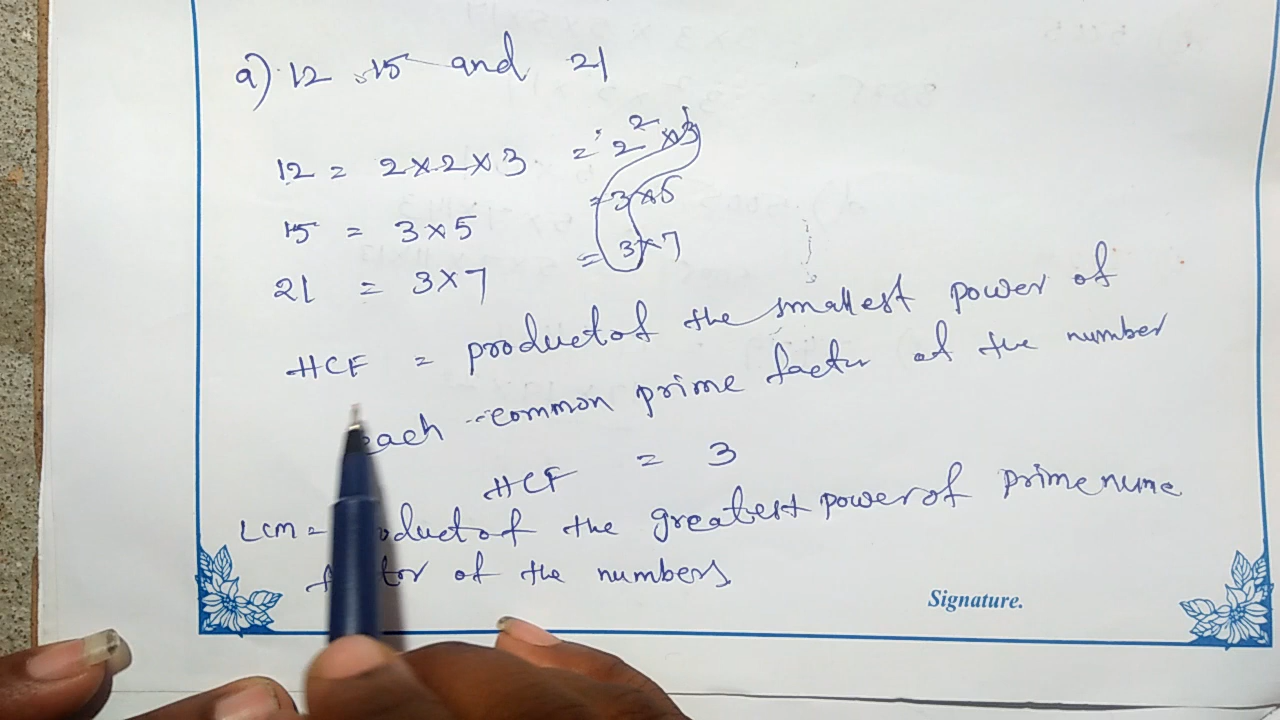 a) 12, 15 and 21
12 = 2×2×3 = 2² × 3
15 = 3×5 = 3×5
21 = 3×7 = 3×7
HCF = product of the smallest power of
each common prime factor of the number
HCF = 3
LCM = of the greatest power of prime
of the numbers
Signature.